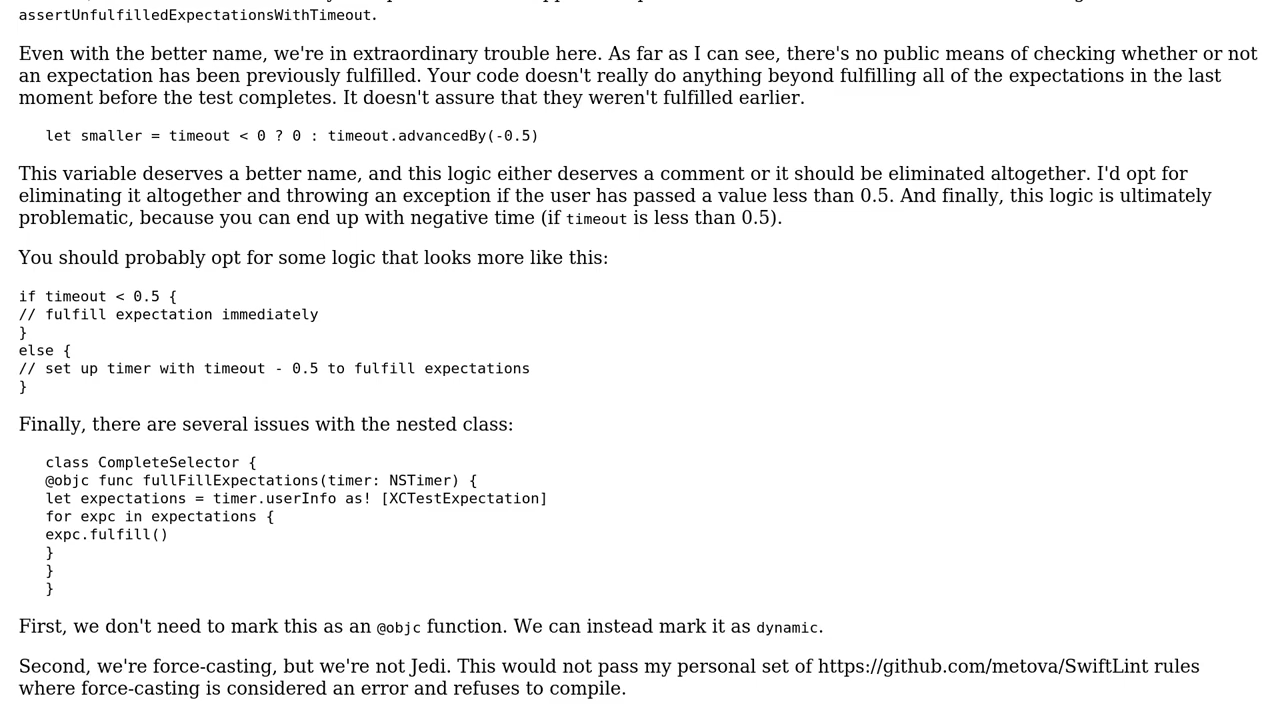 assertUnfulfilledExpectationsWithTimeout.
Even with the better name, we're in extraordinary trouble here. As far as I can see, there's no public means of checking whether or not
an expectation has been previously fulfilled. Your code doesn't really do anything beyond fulfilling all of the expectations in the last
moment before the test completes. It doesn't assure that they weren't fulfilled earlier.
let smaller = timeout < 0 ? 0 : timeout.advancedBy(-0.5)
This variable deserves a better name, and this logic either deserves a comment or it should be eliminated altogether. I'd opt for
eliminating it altogether and throwing an exception if the user has passed a value less than 0.5. And finally, this logic is ultimately
problematic, because you can end up with negative time (if timeout is less than 0.5).
You should probably opt for some logic that looks more like this:
if timeout < 0.5 {
// fulfill expectation immediately
}
else {
// set up timer with timeout - 0.5 to fulfill expectations
}
Finally, there are several issues with the nested class:
class CompleteSelector {
@objc func fullFillExpectations(timer: NSTimer) {
let expectations = timer.userInfo as! [XCTestExpectation]
for expc in expectations {
expc.fulfill()
}
}
}
First, we don't need to mark this as an @objc function. We can instead mark it as dynamic.
Second, we're force-casting, but we're not Jedi. This would not pass my personal set of https://github.com/metova/SwiftLint rules
where force-casting is considered an error and refuses to compile.